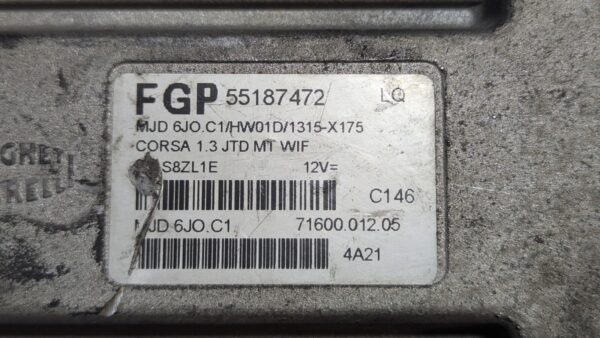 FGP 55187472 LQ
MJD 6JO.C1/HW01D/1315-X175
CORSA 1.3 JTD MT WIF
S8ZL1E 12V=
C146
MJD 6JO.C1 71600.012.05
4A21